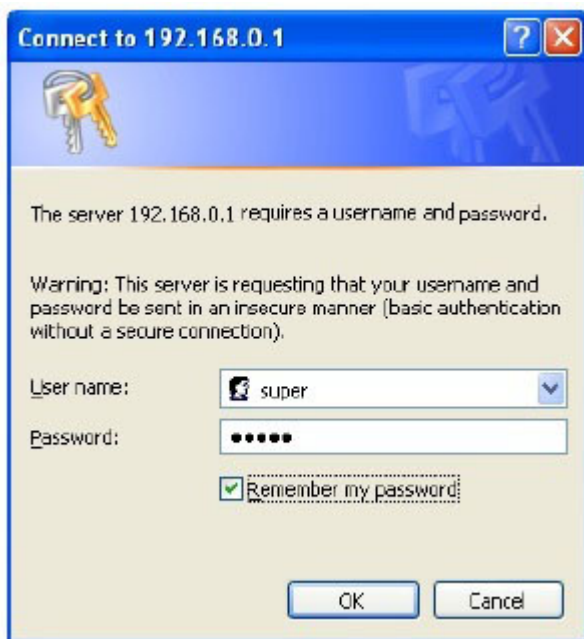 Connect to 192.168.0.1
The server 192.168.0.1 requires a username and password.
Warning: This server is requesting that your username and
password be sent in an insecure manner (basic authentication
without a secure connection).
User name:
super
Password:
•••••
Remember my password
OK
Cancel